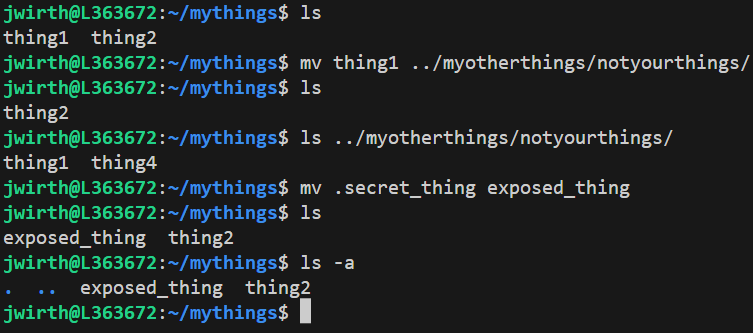 jwirth@L363672:~/mythings$ ls
thing1  thing2
jwirth@L363672:~/mythings$ mv thing1 ../myotherthings/notyourthings/
jwirth@L363672:~/mythings$ ls
thing2
jwirth@L363672:~/mythings$ ls ../myotherthings/notyourthings/
thing1  thing4
jwirth@L363672:~/mythings$ mv .secret_thing exposed_thing
jwirth@L363672:~/mythings$ ls
exposed_thing  thing2
jwirth@L363672:~/mythings$ ls -a
.  ..  exposed_thing  thing2
jwirth@L363672:~/mythings$